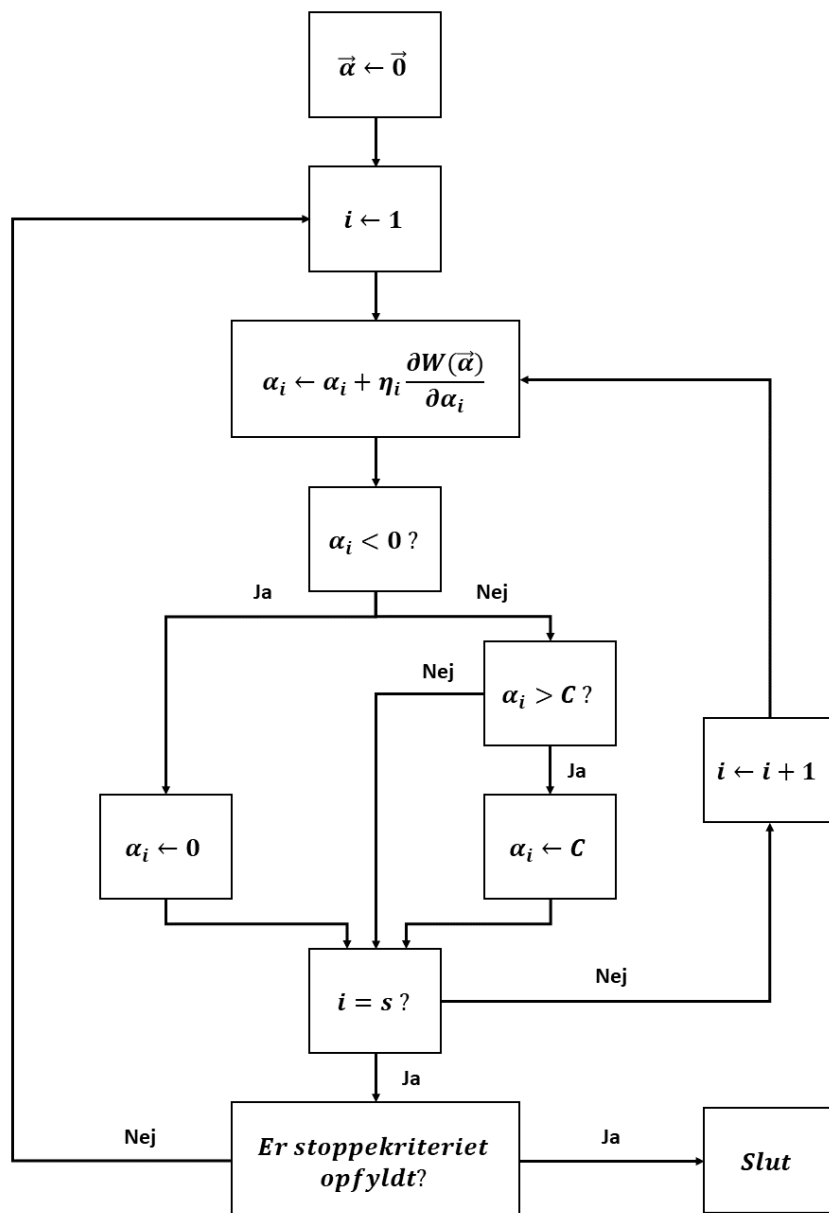 α⃗ ← 0⃗
i ← 1
α_i ← α_i + η_i ∂W(α⃗)/∂α_i
α_i < 0 ?
Ja
Nej
Nej
α_i > C ?
Ja
i ← i + 1
α_i ← 0
α_i ← C
i = s ?
Nej
Ja
Nej
Er stoppekriteriet
opfyldt?
Ja
Slut